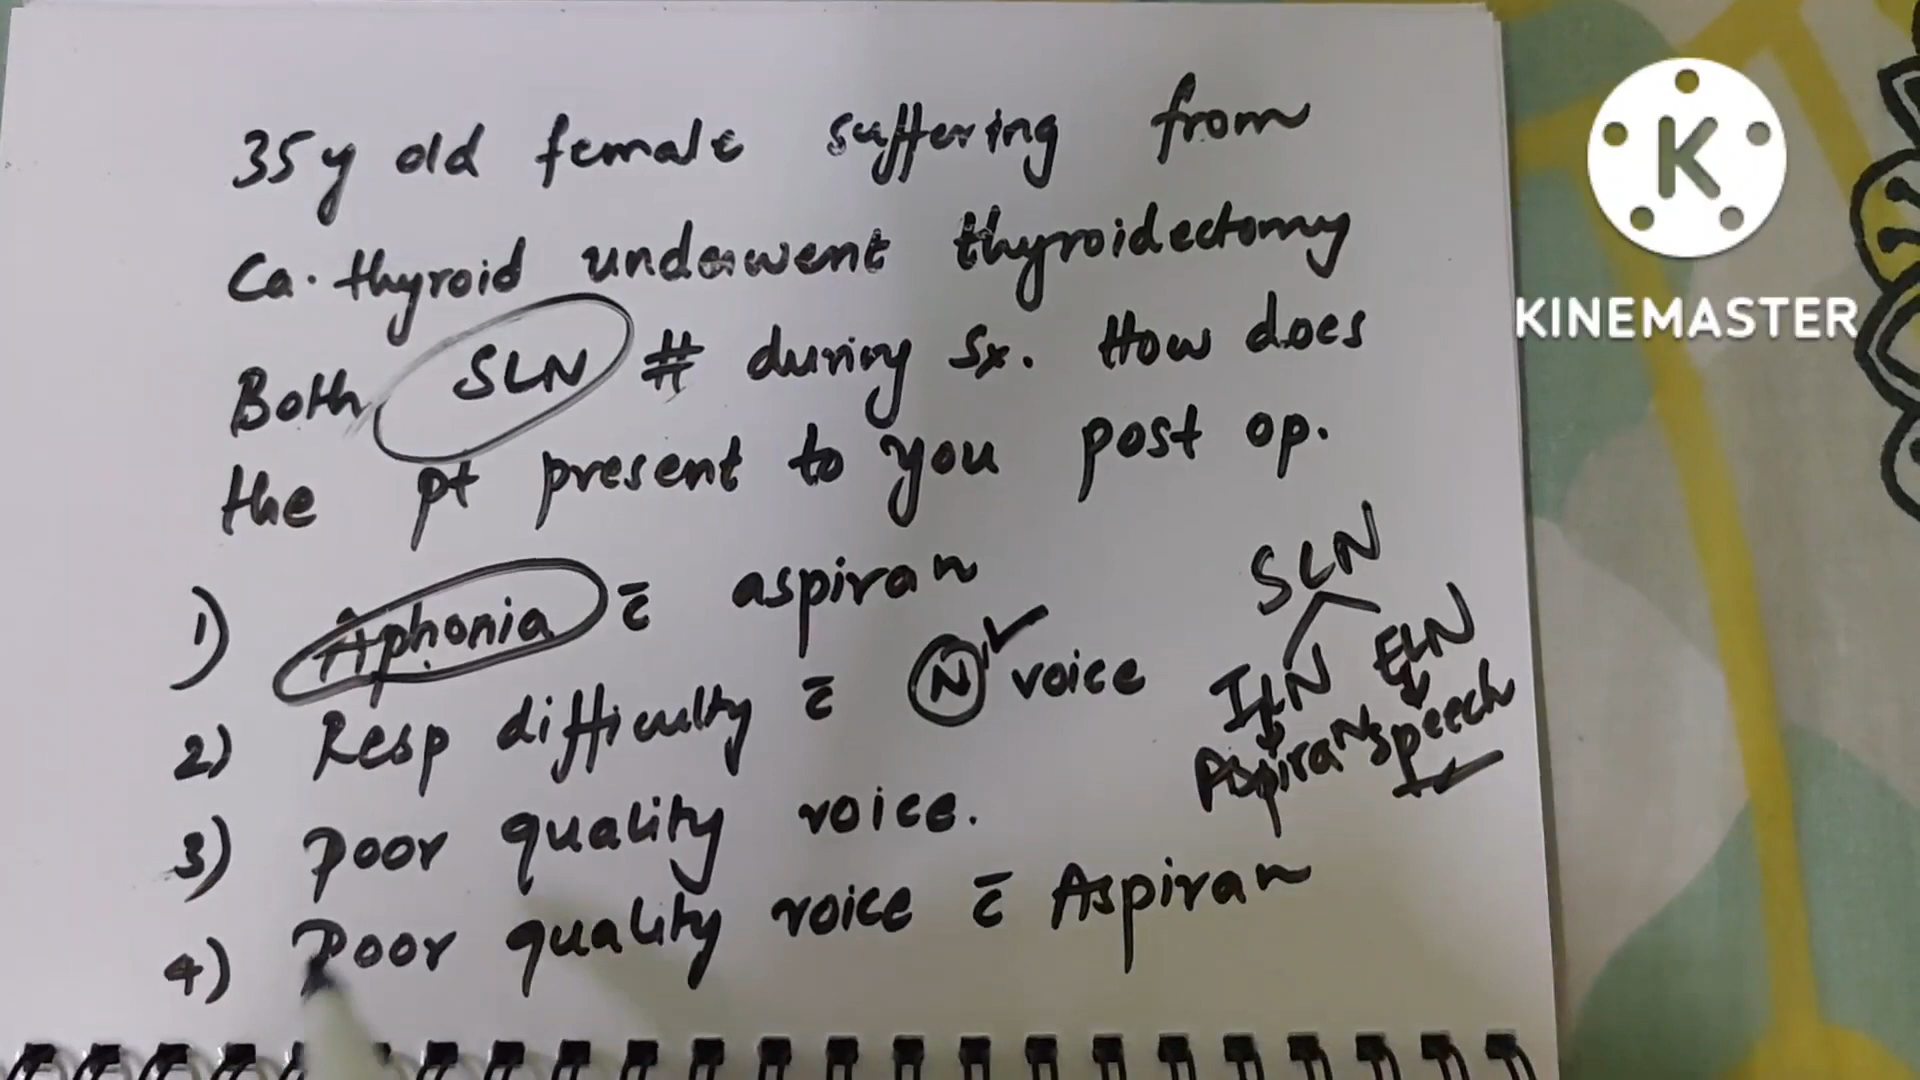 35y old female suffering from
Ca. thyroid underwent thyroidectomy
Both SLN # during Sx. How does
the pt present to you post op.
1) Aphonia c̄ aspiran
2) Resp difficulty c̄ N voice
3) Poor quality voice.
4) Poor quality voice c̄ Aspiran
SLN
ILN ELN
Aspiran speech
K
KINEMASTER